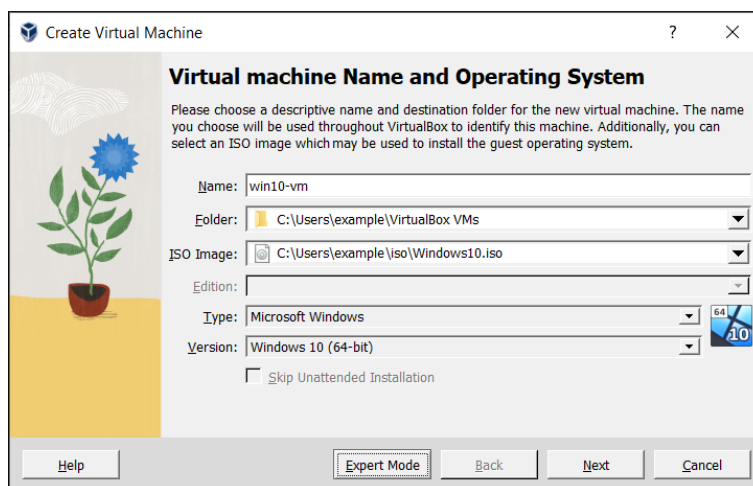 Create Virtual Machine
?
Virtual machine Name and Operating System
Please choose a descriptive name and destination folder for the new virtual machine. The name
you choose will be used throughout VirtualBox to identify this machine. Additionally, you can
select an ISO image which may be used to install the guest operating system.
Name: win10-vm
Folder: C:\Users\example\VirtualBox VMs
ISO Image: C:\Users\example\iso\Windows10.iso
Edition:
Type: Microsoft Windows
64
10
Version: Windows 10 (64-bit)
Skip Unattended Installation
Help Expert Mode Back Next Cancel